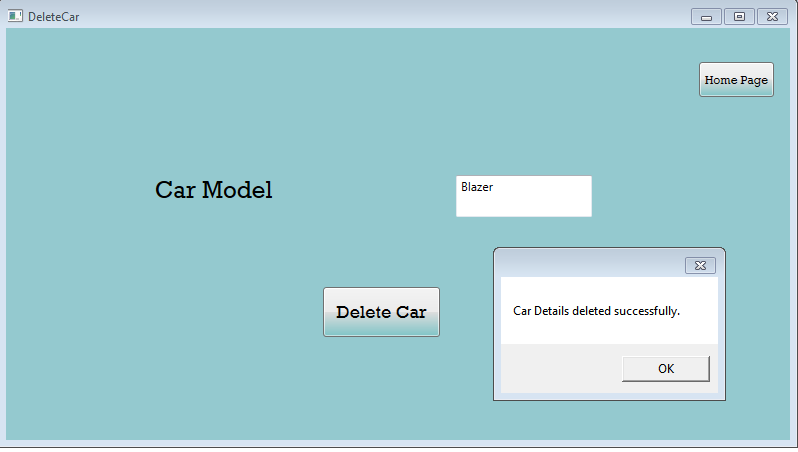 DeleteCar
Home Page
Car Model
Blazer
Delete Car
Car Details deleted successfully.
OK